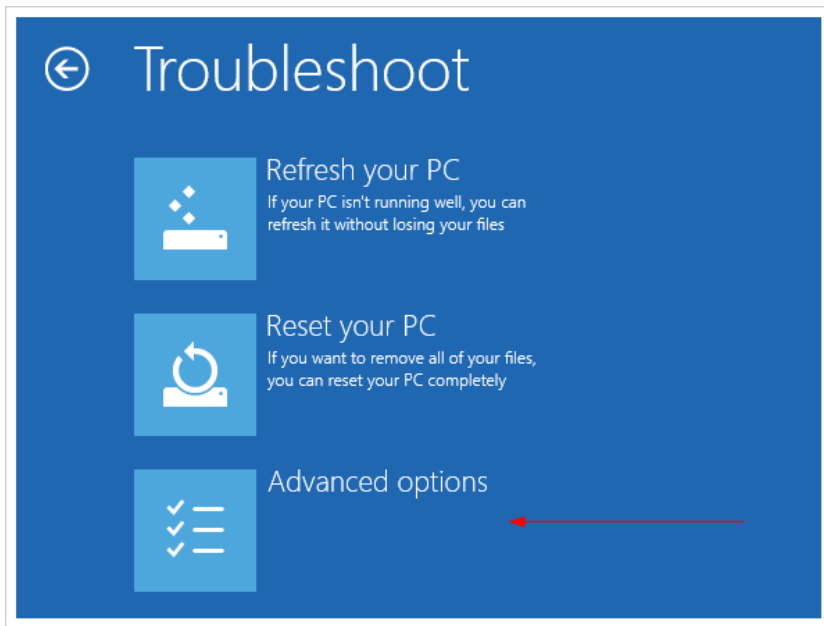 Troubleshoot
Refresh your PC
If your PC isn't running well, you can
refresh it without losing your files
Reset your PC
If you want to remove all of your files,
you can reset your PC completely
Advanced options